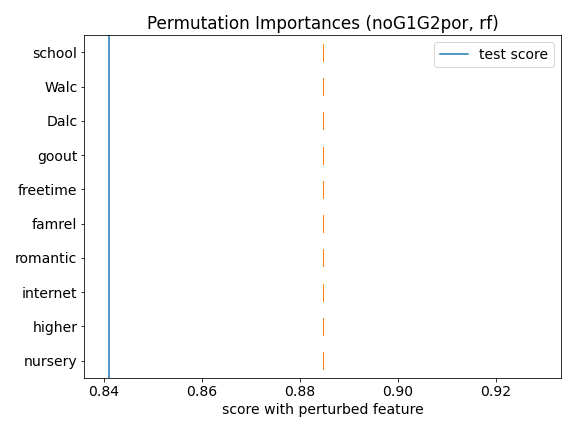 Permutation Importances (noG1G2por, rf)
school
test score
Walc
Dalc
goout
freetime
famrel
romantic
internet
higher
nursery
0.84 0.86 0.88 0.90 0.92
score with perturbed feature